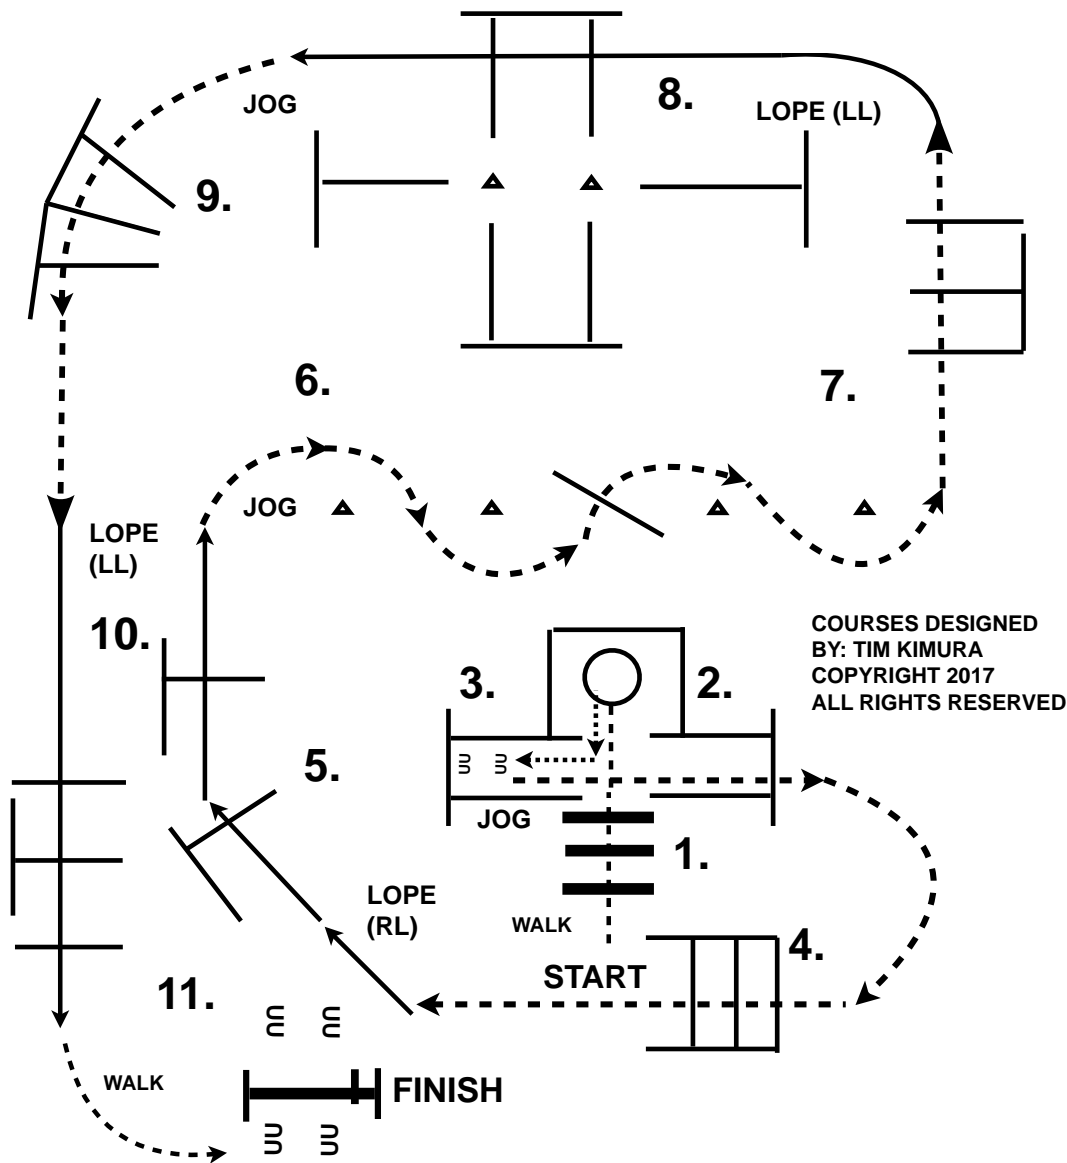 8.
JOG
LOPE (LL)
9.
6.
7.
JOG
LOPE
(LL)
10.
COURSES DESIGNED
BY: TIM KIMURA
COPYRIGHT 2017
ALL RIGHTS RESERVED
3.
2.
5.
JOG
1.
LOPE
(RL)
WALK
4.
START
11.
WALK
FINISH